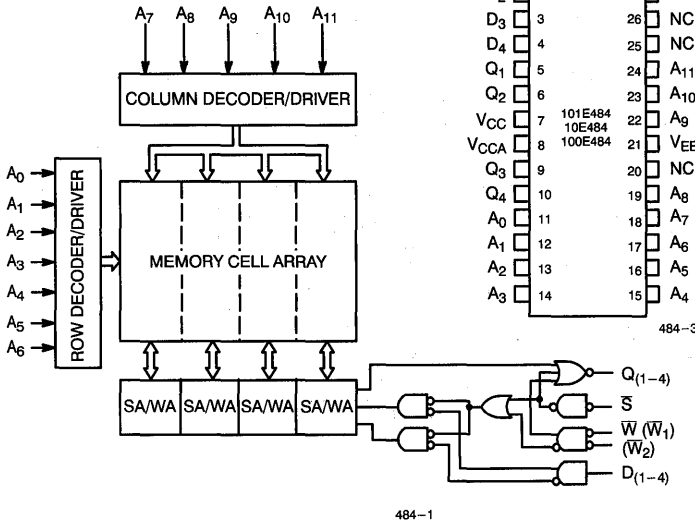 A7 A8 A9 A10 A11
COLUMN DECODER/DRIVER
A0
A1
A2
A3
A4
A5
A6
ROW DECODER/DRIVER
MEMORY CELL ARRAY
SA/WA SA/WA SA/WA SA/WA
Q(1–4)
S̅
W̅ (W̅1)
(W̅2)
D(1–4)
484–1
D3 3 26 NC
D4 4 25 NC
Q1 5 24 A11
Q2 6 23 A10
VCC 7 22 A9
VCCA 8 21 VEE
Q3 9 20 NC
Q4 10 19 A8
A0 11 18 A7
A1 12 17 A6
A2 13 16 A5
A3 14 15 A4
101E484
10E484
100E484
484–3